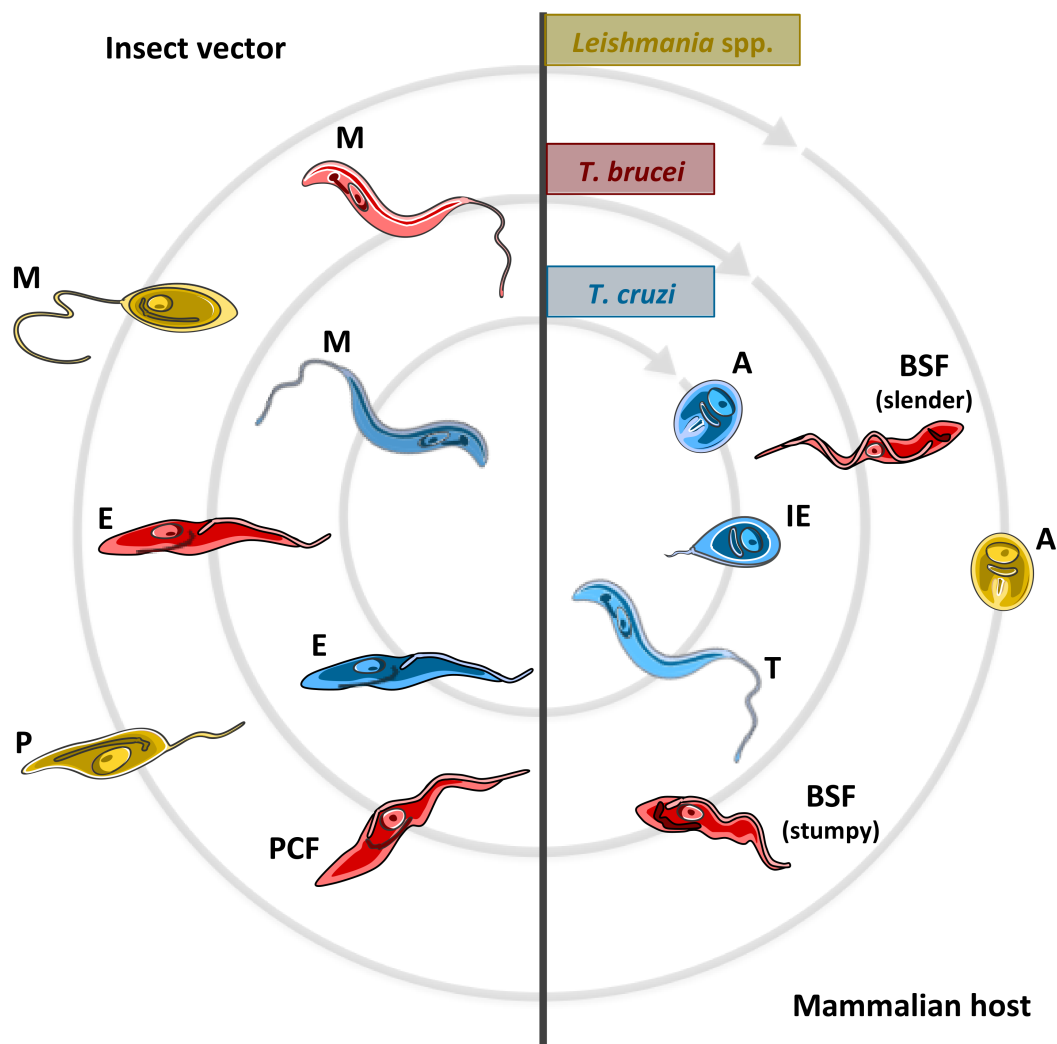 Insect vector
Leishmania spp.
M
T. brucei
M
T. cruzi
M
A
BSF
(slender)
E
IE
A
E
T
P
PCF
BSF
(stumpy)
Mammalian host